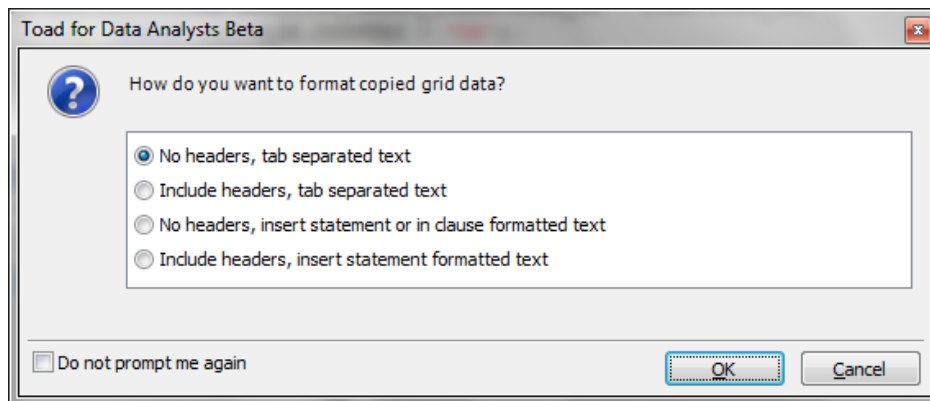 Toad for Data Analysts Beta
How do you want to format copied grid data?
No headers, tab separated text
Include headers, tab separated text
No headers, insert statement or in clause formatted text
Include headers, insert statement formatted text
Do not prompt me again
OK
Cancel